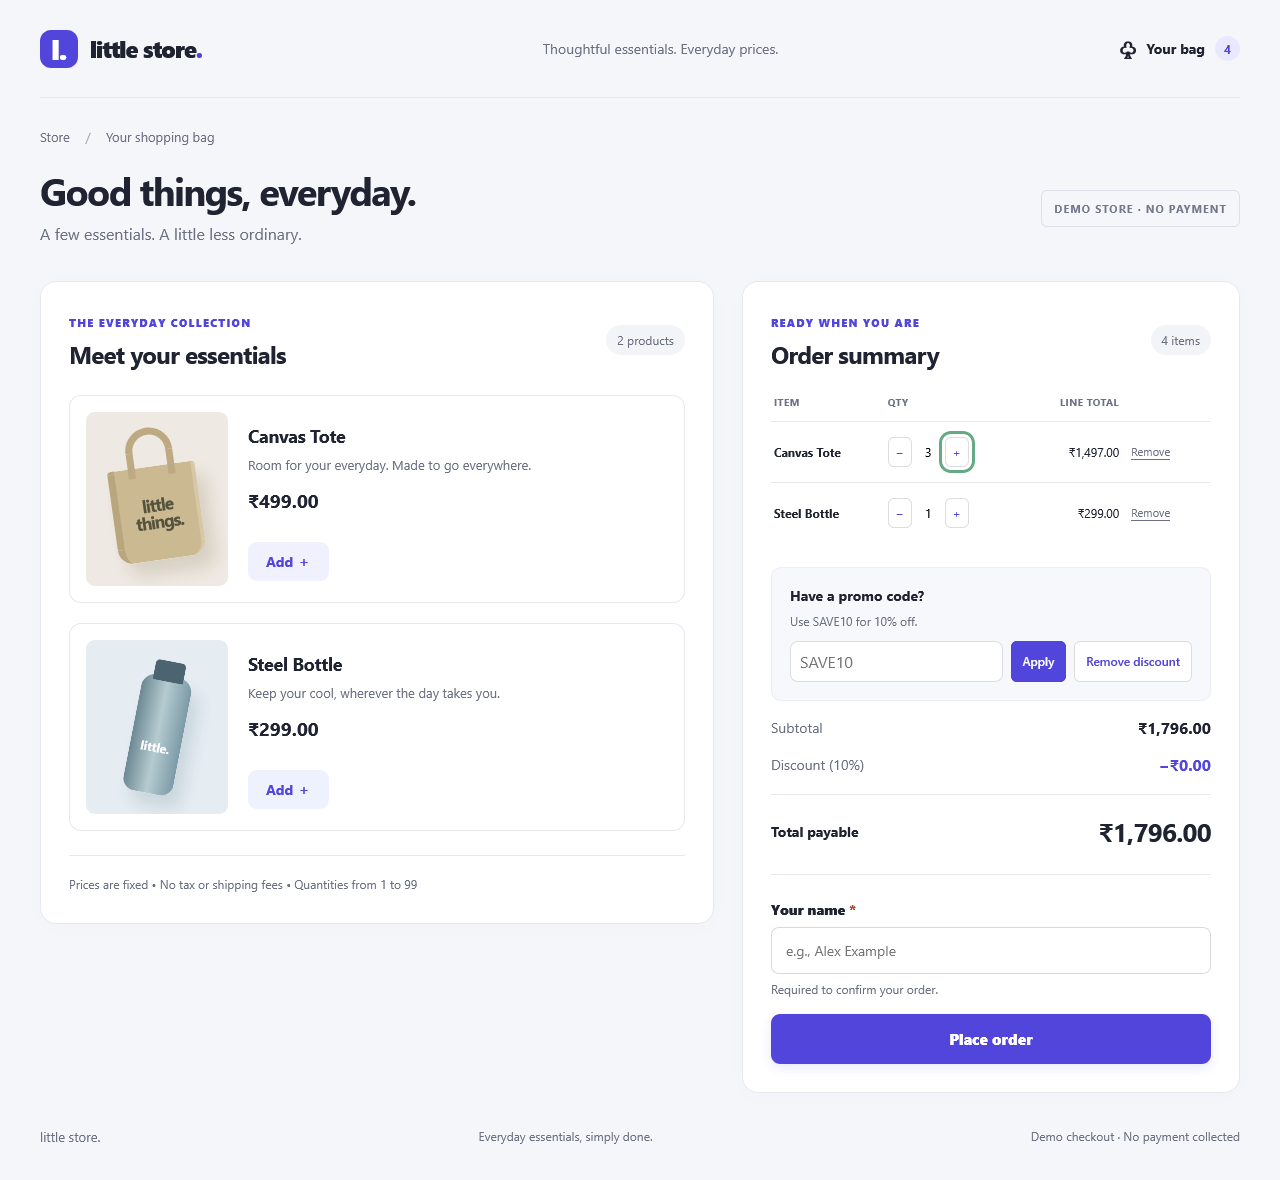 l.
little store.
Thoughtful essentials. Everyday prices.
Your bag 4
Store / Your shopping bag
Good things, everyday.
A few essentials. A little less ordinary.
DEMO STORE · NO PAYMENT
THE EVERYDAY COLLECTION
Meet your essentials
2 products
little
things.
Canvas Tote
Room for your everyday. Made to go everywhere.
₹499.00
Add +
little.
Steel Bottle
Keep your cool, wherever the day takes you.
₹299.00
Add +
Prices are fixed • No tax or shipping fees • Quantities from 1 to 99
READY WHEN YOU ARE
Order summary
4 items
ITEM QTY LINE TOTAL
Canvas Tote − 3 + ₹1,497.00 Remove
Steel Bottle − 1 + ₹299.00 Remove
Have a promo code?
Use SAVE10 for 10% off.
SAVE10 Apply Remove discount
Subtotal ₹1,796.00
Discount (10%) −₹0.00
Total payable ₹1,796.00
Your name *
e.g., Alex Example
Required to confirm your order.
Place order
little store.
Everyday essentials, simply done.
Demo checkout · No payment collected